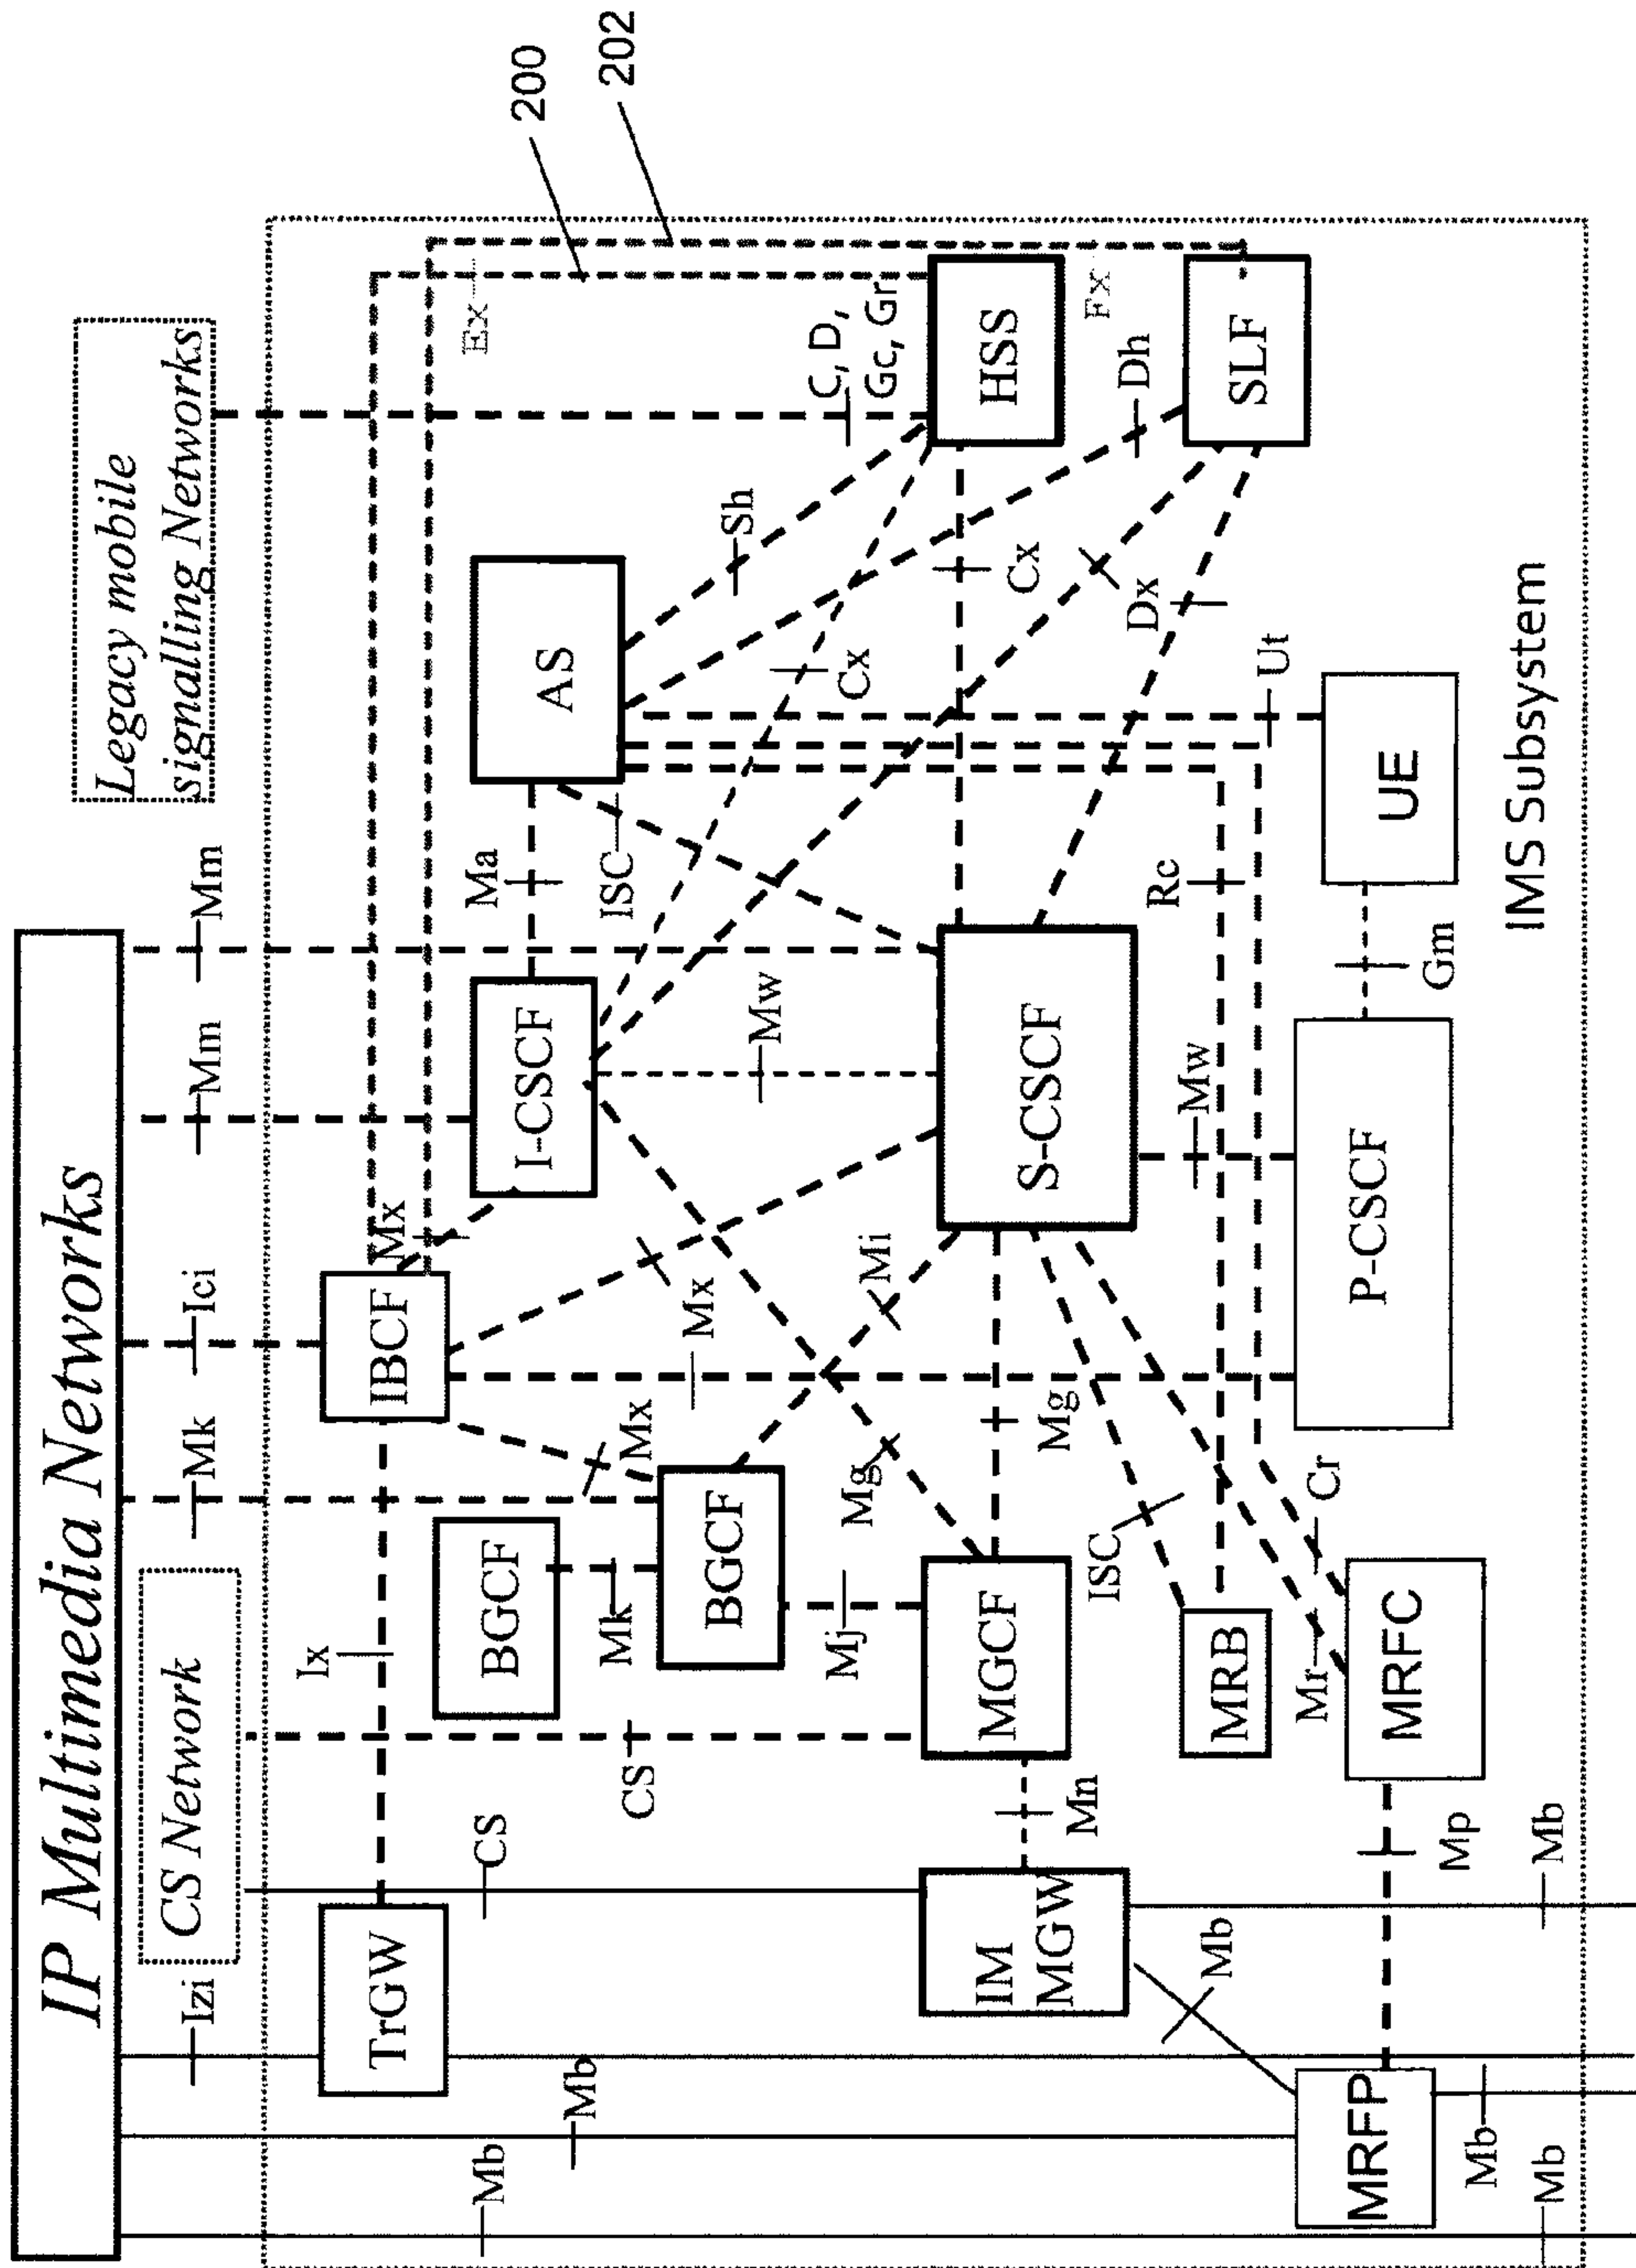 IP Multimedia Networks
CS Network
Legacy mobile
signalling Networks
Izi
Mk
Ici
Mm
Mm
200
202
Mb
Mb
TrGW
CS
Ix
CS
IBCF
Mx
Ex
BGCF
Mk
BGCF
Mx
I-CSCF
Ma
ISC
AS
Sh
C, D,
Gc, Gr
Mj
Mg
Mx
Mi
Mw
Cx
IM
MGW
Mn
MGCF
Mg
S-CSCF
Cx
HSS
Fx
Dh
Dx
SLF
Mb
ISC
MRB
Mw
Rc
Ut
Mr
Cr
MRFP
Mp
MRFC
P-CSCF
Gm
UE
Mb
Mb
Mb
IMS Subsystem